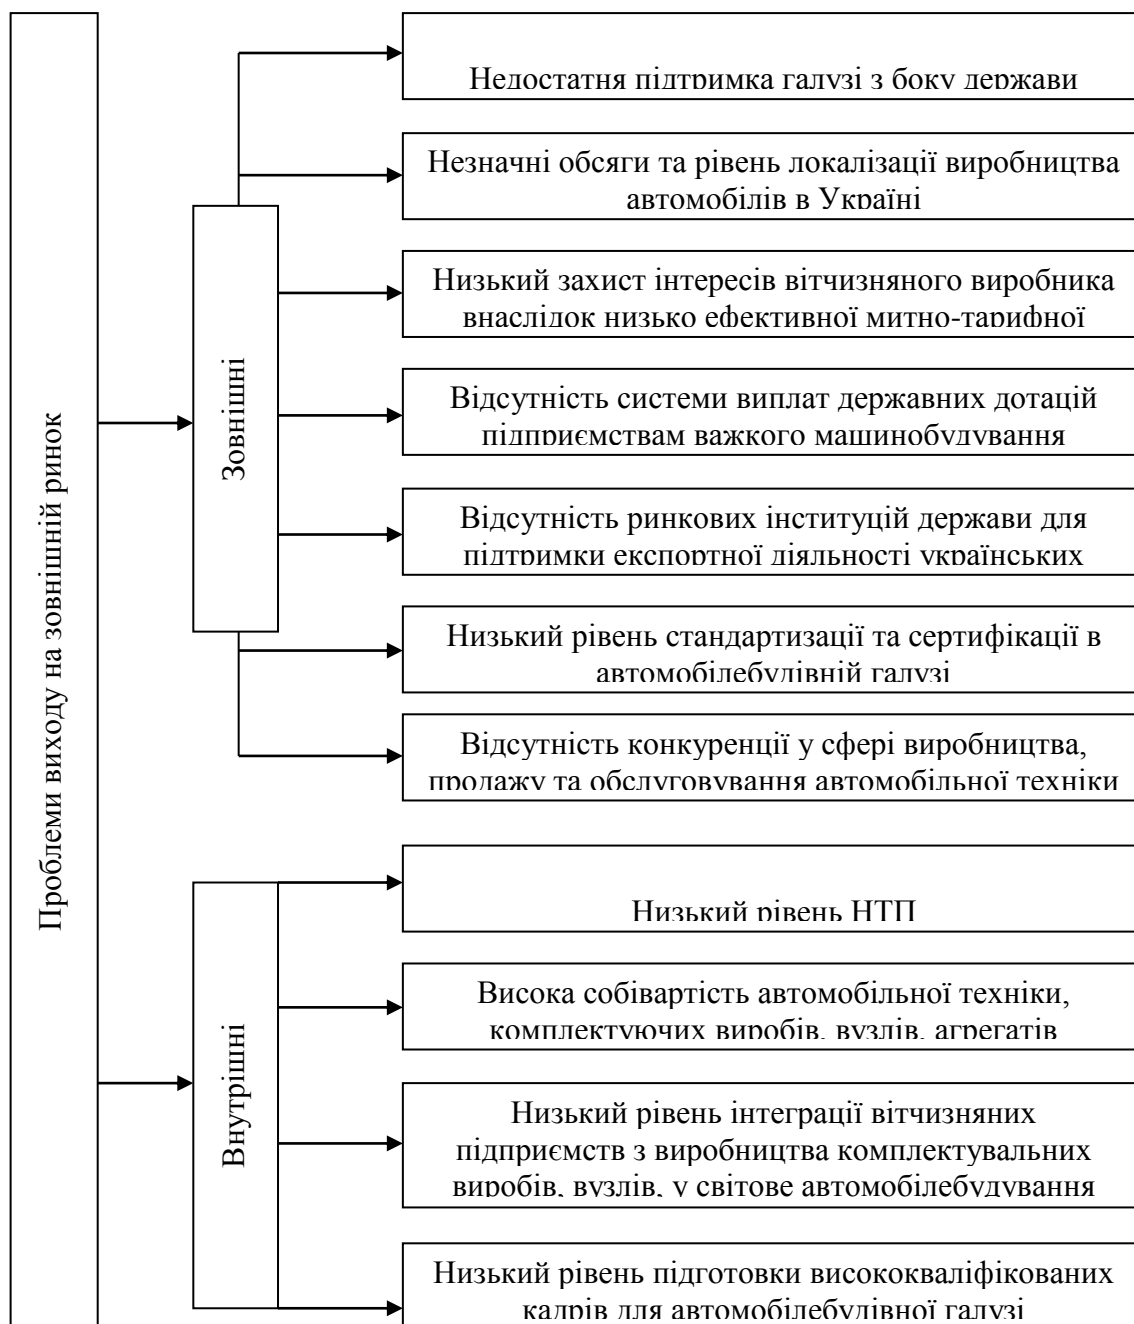 Проблеми виходу на зовнішній ринок
Зовнішні
Недостатня підтримка галузі з боку держави
Незначні обсяги та рівень локалізації виробництва
автомобілів в Україні
Низький захист інтересів вітчизняного виробника
внаслідок низько ефективної митно-тарифної
Відсутність системи виплат державних дотацій
підприємствам важкого машинобудування
Відсутність ринкових інституцій держави для
підтримки експортної діяльності українських
Низький рівень стандартизації та сертифікації в
автомобілебудівній галузі
Відсутність конкуренції у сфері виробництва,
продажу та обслуговування автомобільної техніки
Внутрішні
Низький рівень НТП
Висока собівартість автомобільної техніки,
комплектуючих виробів, вузлів, агрегатів
Низький рівень інтеграції вітчизняних
підприємств з виробництва комплектувальних
виробів, вузлів, у світове автомобілебудування
Низький рівень підготовки висококваліфікованих
кадрів для автомобілебудівної галузі